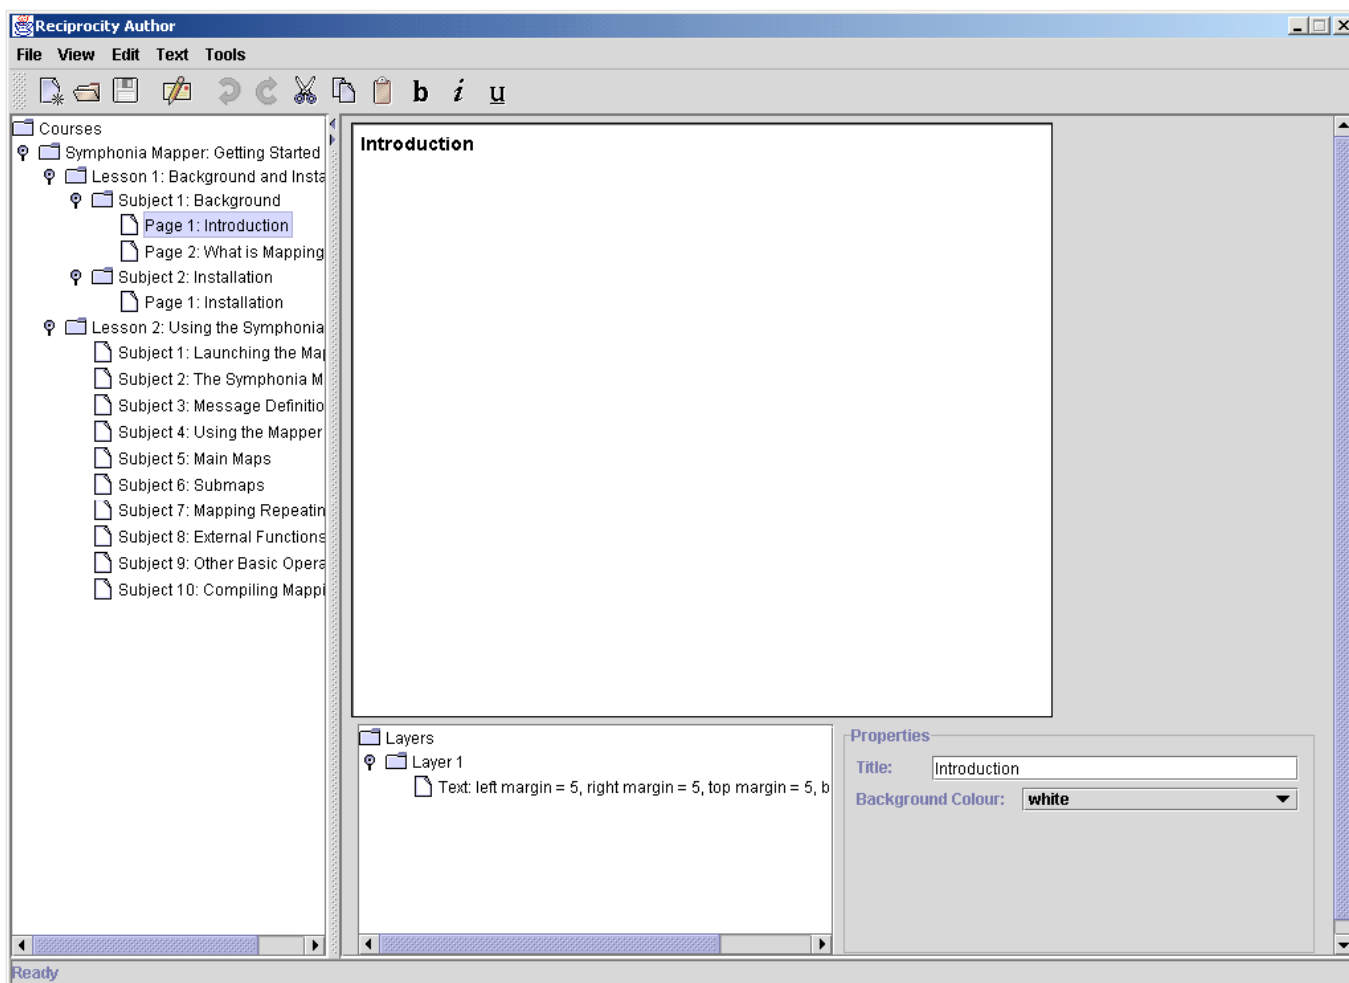 Reciprocity Author
File View Edit Text Tools
b i u
Courses
Symphonia Mapper: Getting Started
Lesson 1: Background and Insta
Subject 1: Background
Page 1: Introduction
Page 2: What is Mapping
Subject 2: Installation
Page 1: Installation
Lesson 2: Using the Symphonia
Subject 1: Launching the Ma
Subject 2: The Symphonia M
Subject 3: Message Definitio
Subject 4: Using the Mapper
Subject 5: Main Maps
Subject 6: Submaps
Subject 7: Mapping Repeatin
Subject 8: External Functions
Subject 9: Other Basic Opera
Subject 10: Compiling Mappi
Introduction
Layers
Layer 1
Text: left margin = 5, right margin = 5, top margin = 5, b
Properties
Title: Introduction
Background Colour: white
Ready